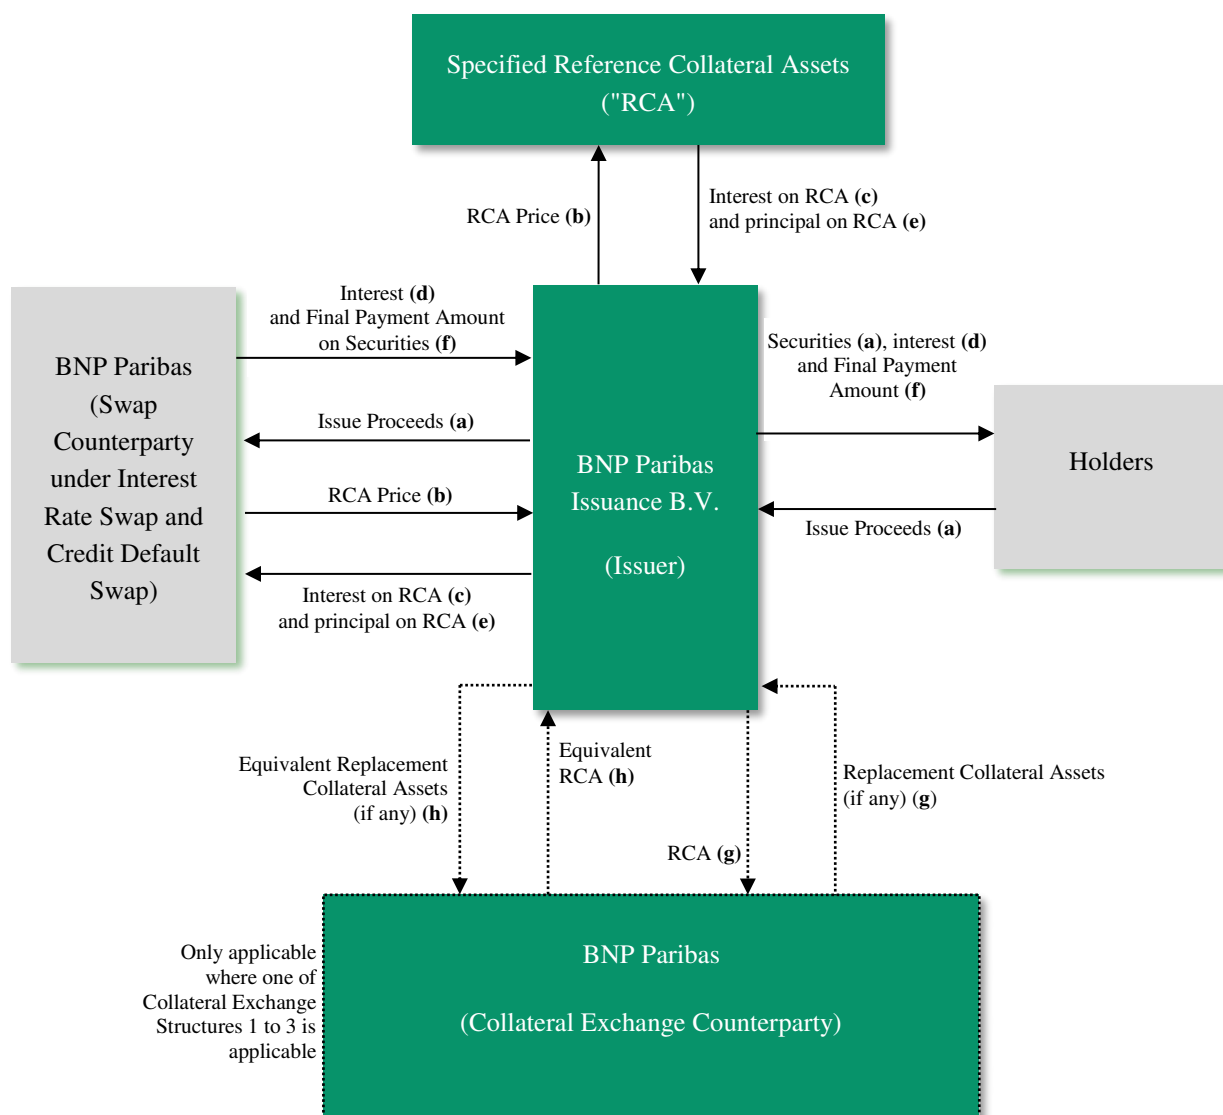 Specified Reference Collateral Assets
("RCA")
RCA Price (b)
Interest on RCA (c)
and principal on RCA (e)
Interest (d)
and Final Payment Amount
on Securities (f)
Issue Proceeds (a)
RCA Price (b)
Interest on RCA (c)
and principal on RCA (e)
BNP Paribas
(Swap
Counterparty
under Interest
Rate Swap and
Credit Default
Swap)
BNP Paribas
Issuance B.V.
(Issuer)
Securities (a), interest (d)
and Final Payment
Amount (f)
Issue Proceeds (a)
Holders
Equivalent Replacement
Collateral Assets
(if any) (h)
Equivalent
RCA (h)
RCA (g)
Replacement Collateral Assets
(if any) (g)
Only applicable
where one of
Collateral Exchange
Structures 1 to 3 is
applicable
BNP Paribas
(Collateral Exchange Counterparty)